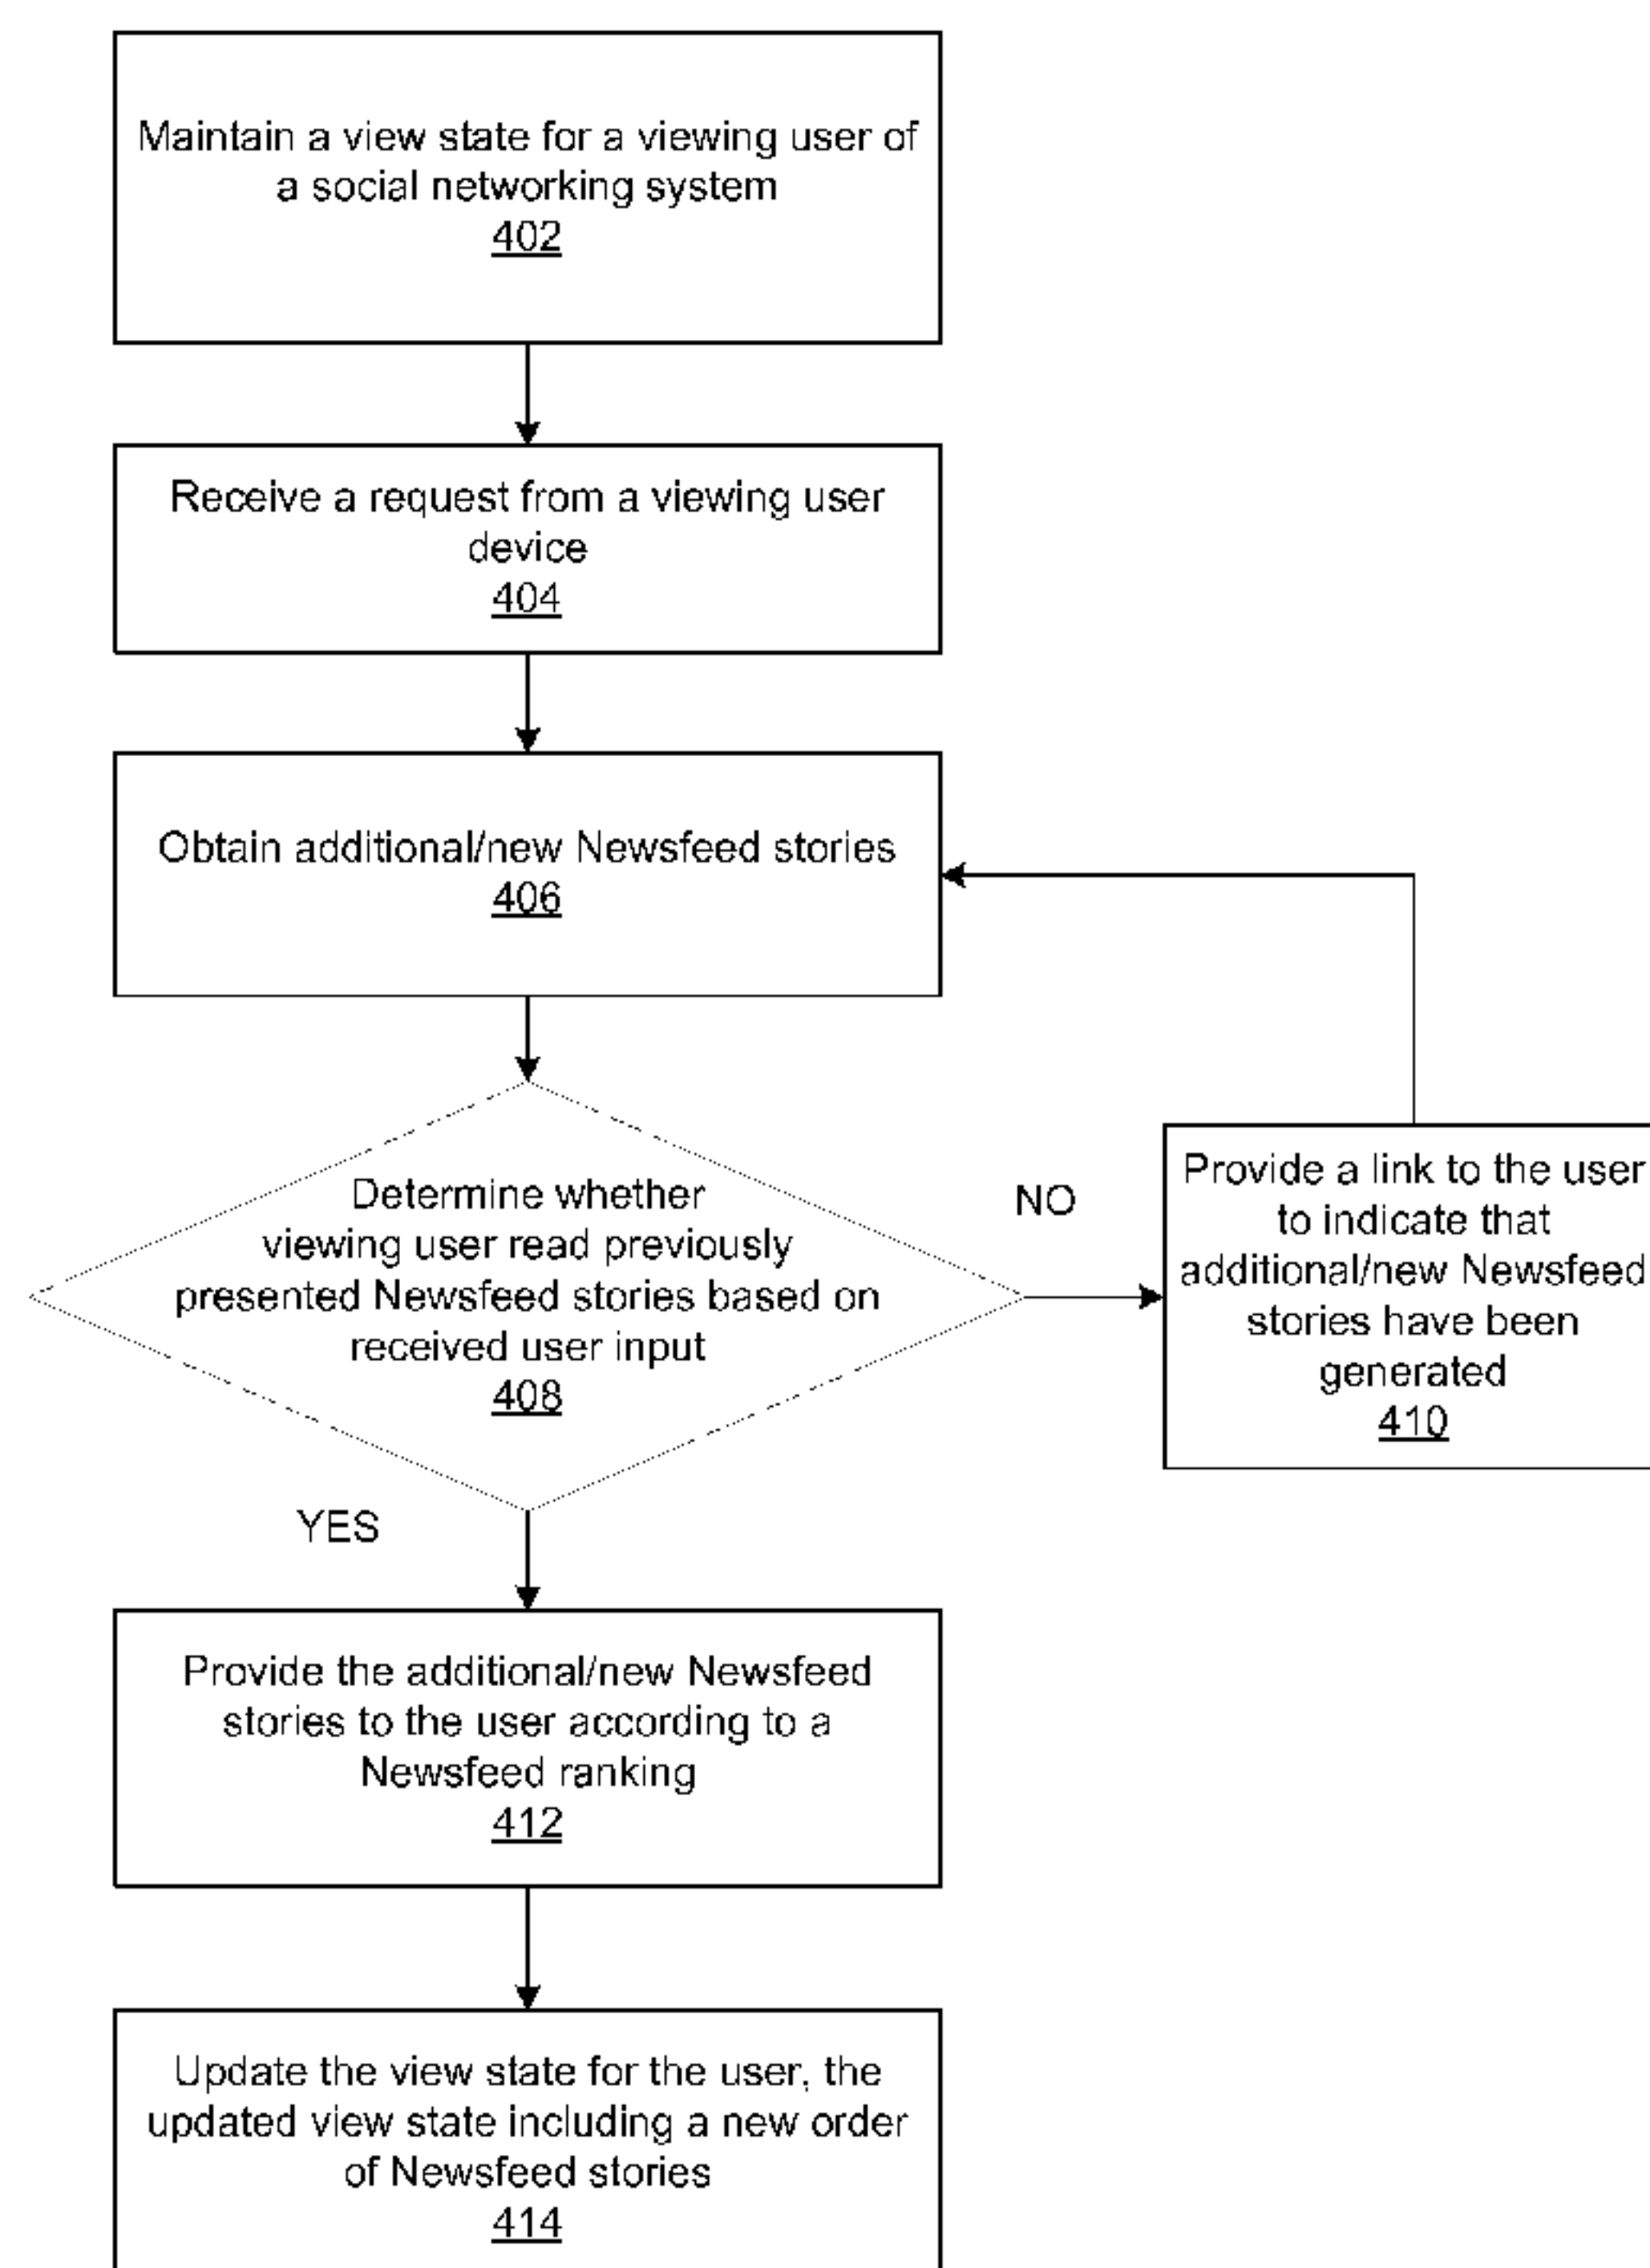 Maintain a view state for a viewing user of
a social networking system
402
Receive a request from a viewing user
device
404
Obtain additional/new Newsfeed stories
406
Determine whether
viewing user read previously
presented Newsfeed stories based on
received user input
408
NO
Provide a link to the user
to indicate that
additional/new Newsfeed
stories have been
generated
410
YES
Provide the additional/new Newsfeed
stories to the user according to a
Newsfeed ranking
412
Update the view state for the user, the
updated view state including a new order
of Newsfeed stories
414